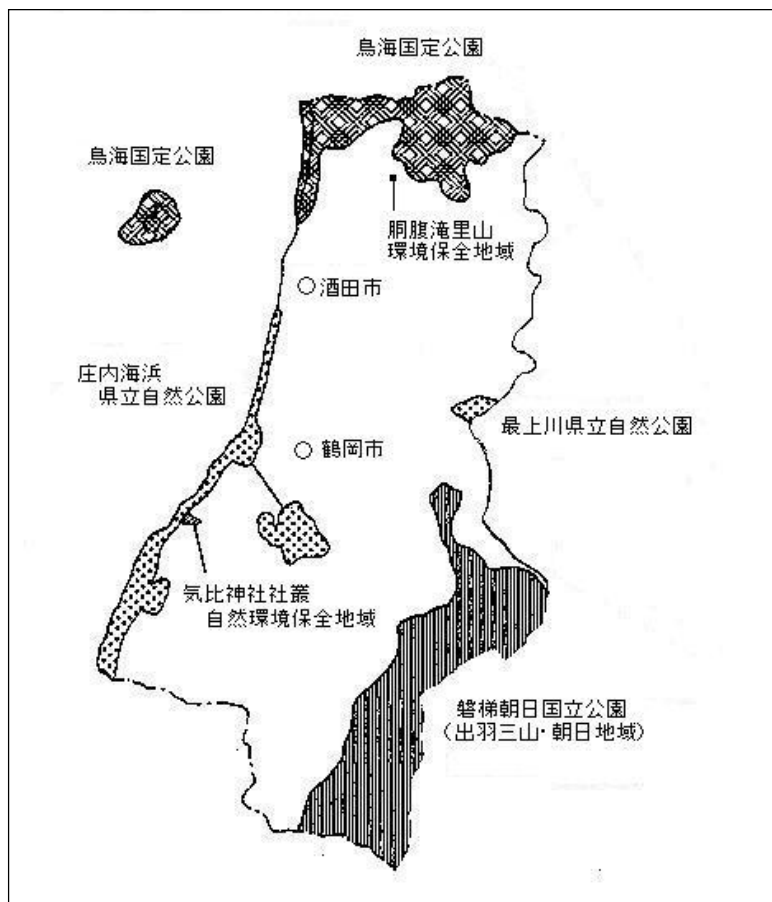 鳥海国定公園
鳥海国定公園
胴腹滝里山
環境保全地域
○酒田市
庄内海浜
県立自然公園
最上川県立自然公園
○鶴岡市
気比神社社叢
自然環境保全地域
磐梯朝日国立公園
(出羽三山・朝日地域)